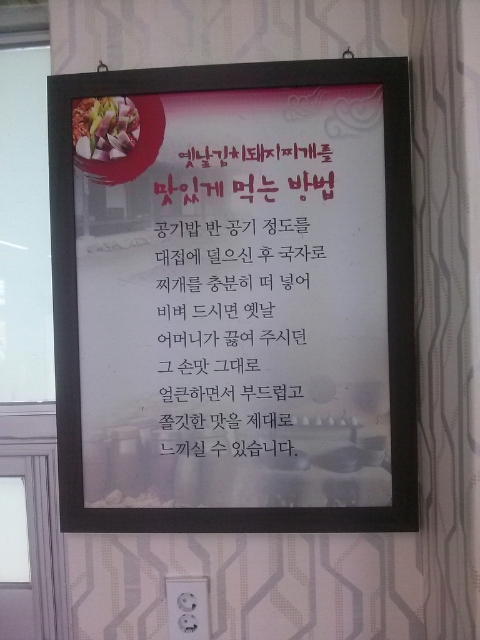 옛날김치돼지찌개를
맛있게 먹는 방법
공기밥 반 공기 정도를
대접에 덜으신 후 국자로
찌개를 충분히 떠 넣어
비벼 드시면 옛날
어머니가 끓여 주시던
그 손맛 그대로
얼큰하면서 부드럽고
쫄깃한 맛을 제대로
느끼실 수 있습니다.